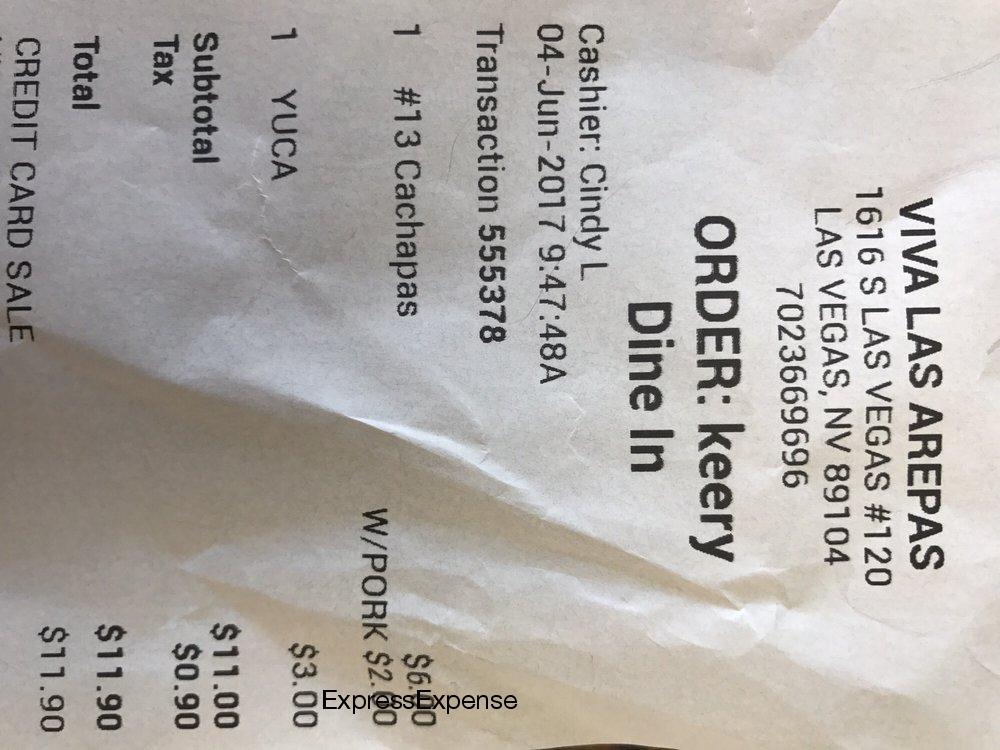 VIVA LAS AREPAS
1616 S LAS VEGAS #120
LAS VEGAS, NV 89104
7023669696
ORDER: keery
Dine In
Cashier: Cindy L.
04-Jun-2017 9:47:48A
Transaction 555378
1 #13 Cachapas $6.00
W/PORK $2.00
1 YUCA $3.00
Subtotal $11.00
Tax $0.90
Total $11.90
CREDIT CARD SALE $11.90
ExpressExpense